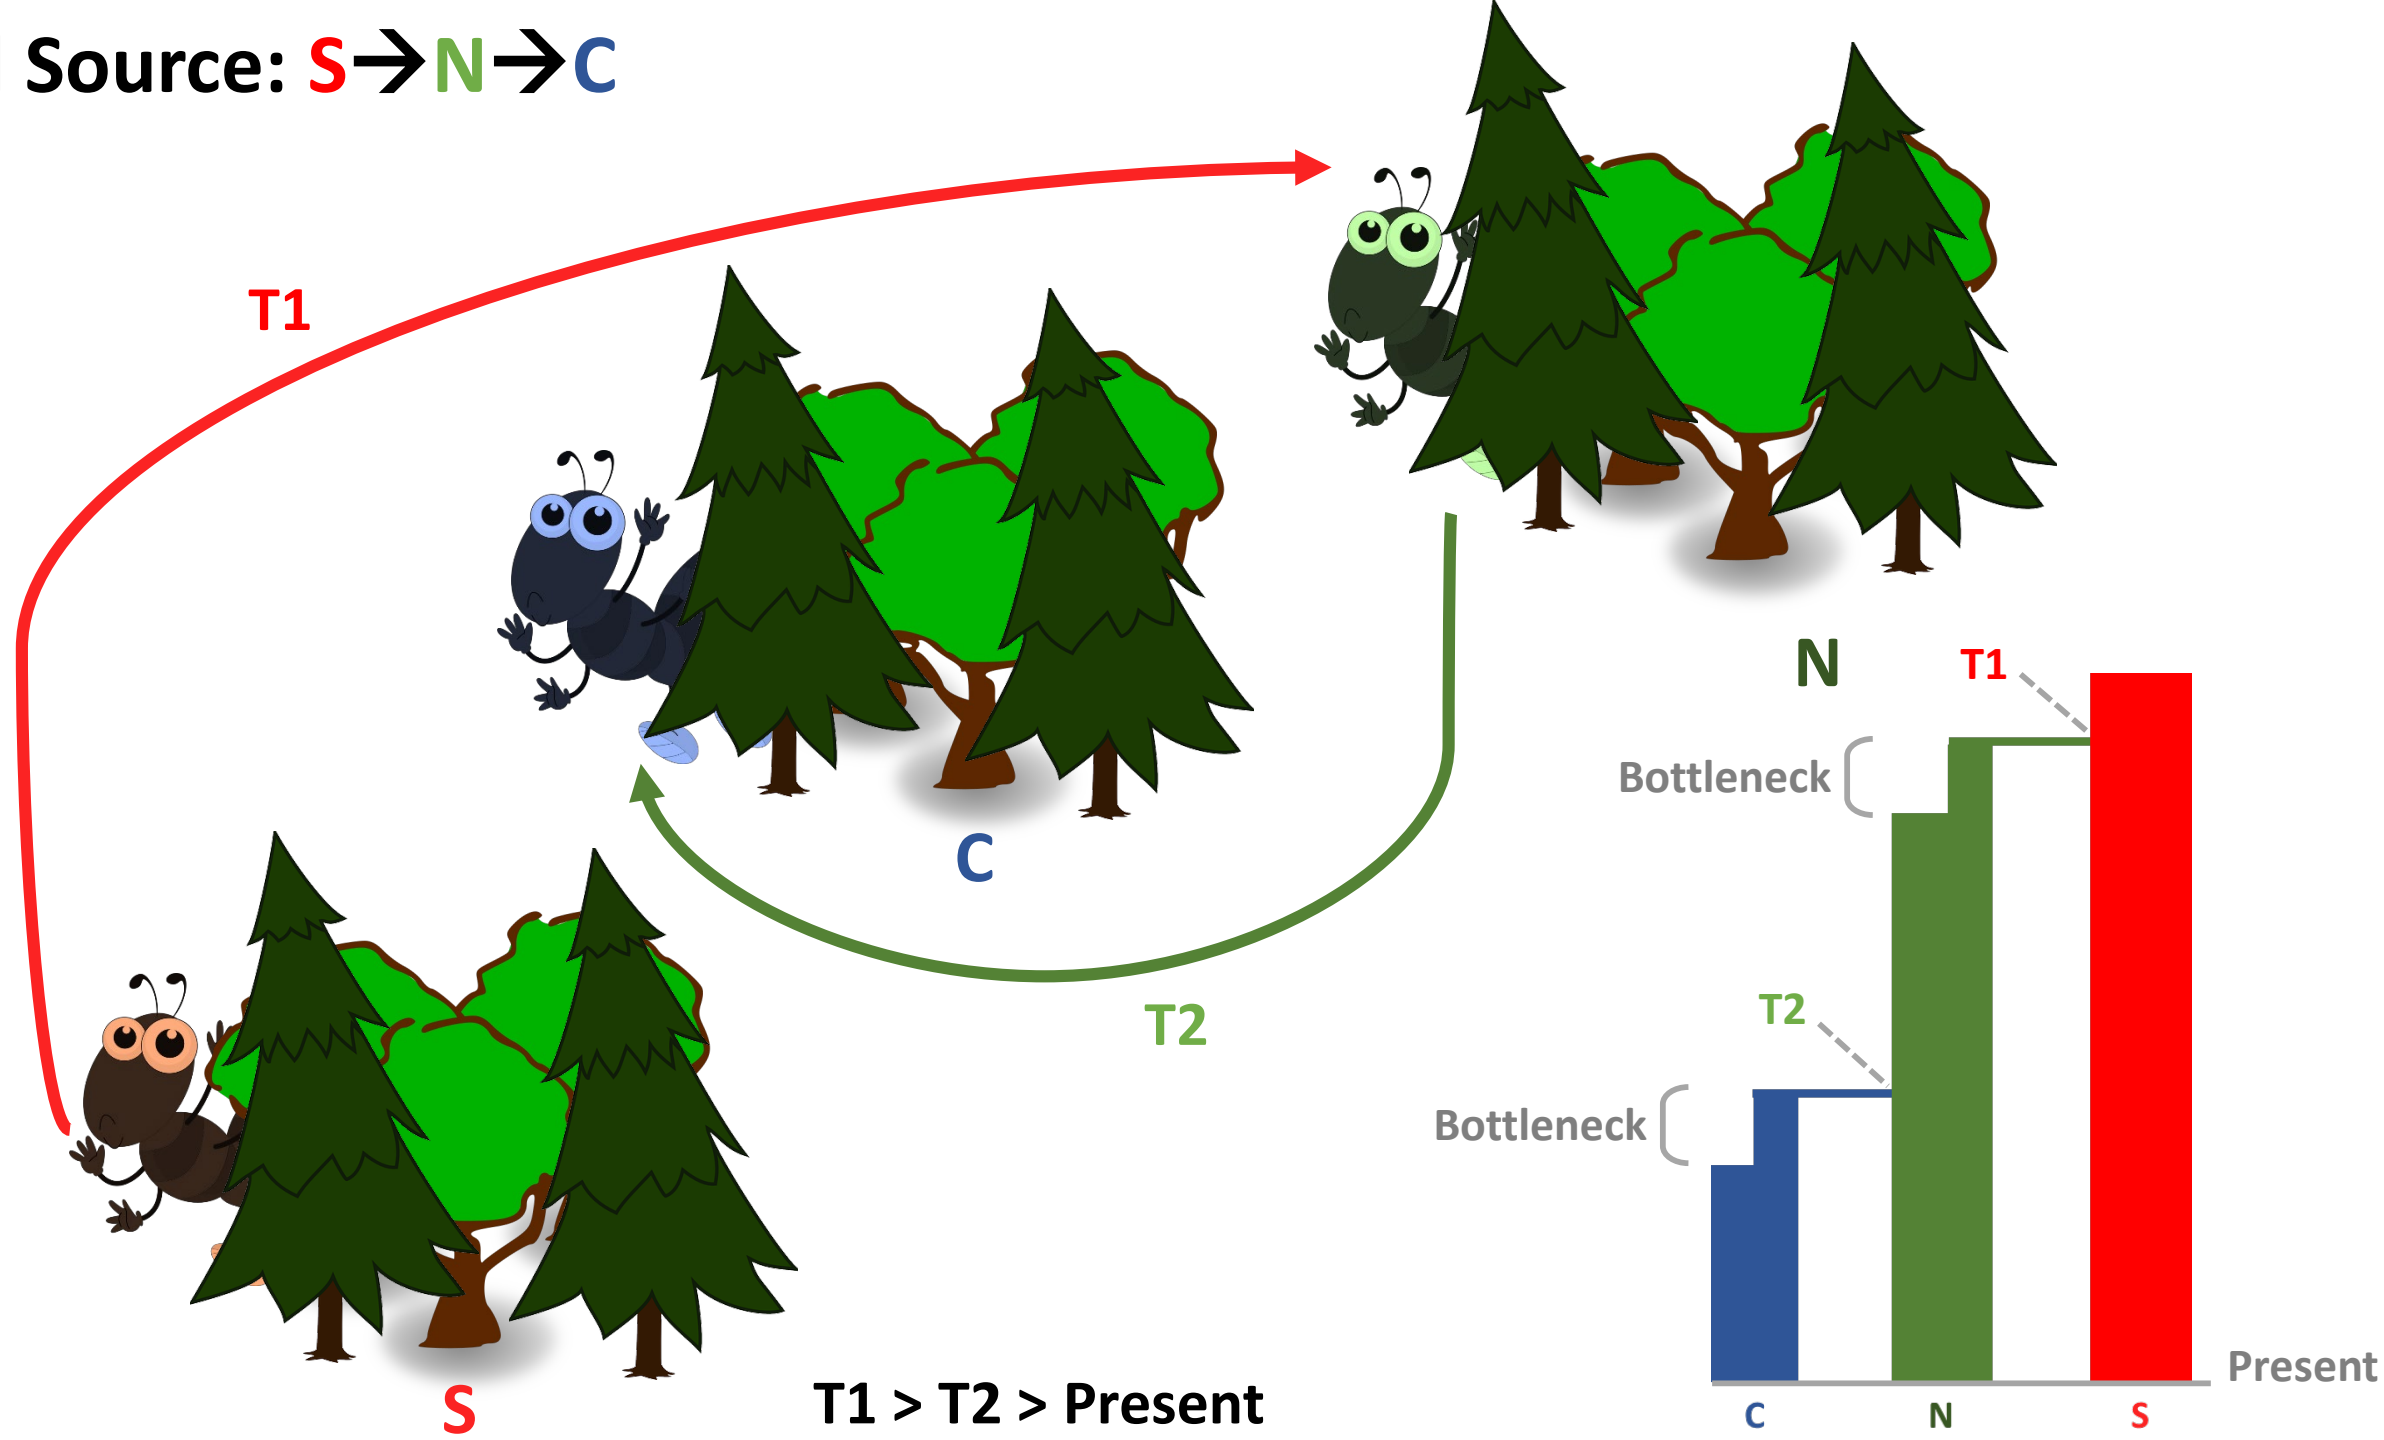 Source: S→N→C
T1
N
T1
Bottleneck
C
T2
T2
Bottleneck
Present
S
T1 > T2 > Present
C N S